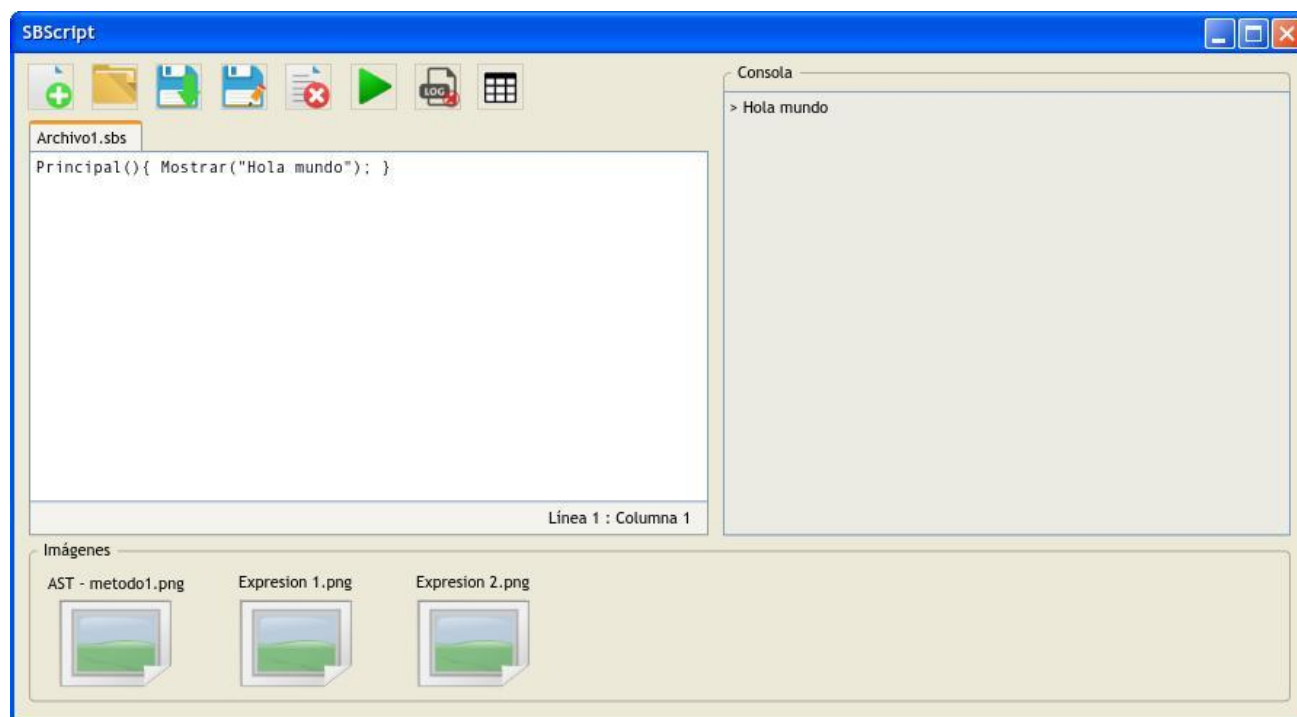 SBScript
LOG
Consola
> Hola mundo
Archivo1.sbs
Principal(){ Mostrar("Hola mundo"); }
Línea 1 : Columna 1
Imágenes
AST - metodo1.png
Expresion 1.png
Expresion 2.png